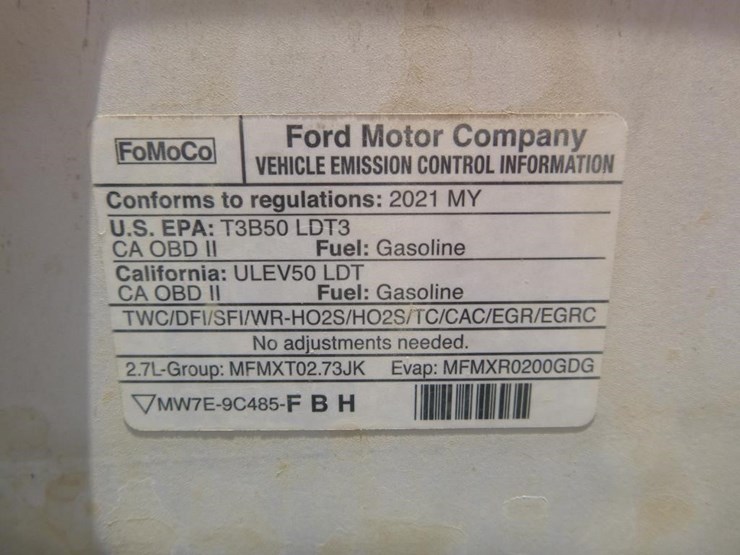 FoMoCo
Ford Motor Company
VEHICLE EMISSION CONTROL INFORMATION
Conforms to regulations: 2021 MY
U.S. EPA: T3B50 LDT3
CA OBD II Fuel: Gasoline
California: ULEV50 LDT
CA OBD II Fuel: Gasoline
TWC/DFI/SFI/WR-HO2S/HO2S/TC/CAC/EGR/EGRC
No adjustments needed.
2.7L-Group: MFMXT02.73JK Evap: MFMXR0200GDG
▽MW7E-9C485-F B H